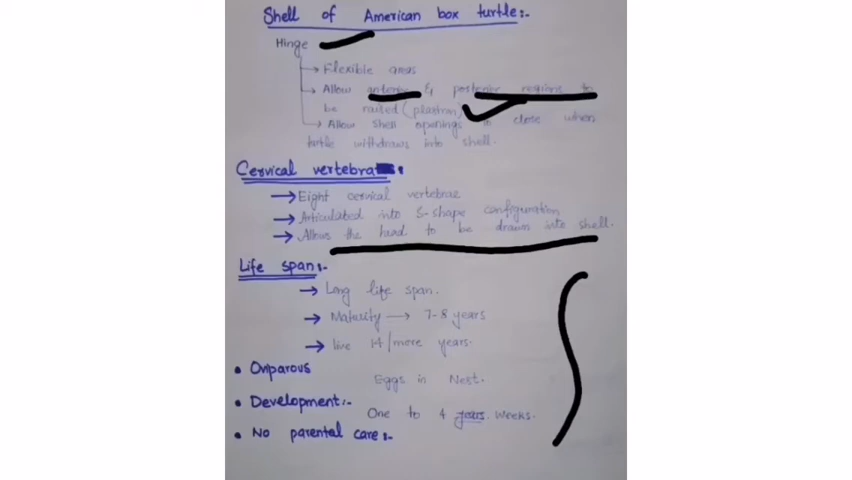 Shell of American box turtle:-
Hinge
→ Flexible areas
→ Allow anterior & posterior regions to
be raised (plastron)
→ Allow shell openings to close when
turtle withdraws into shell.
Cervical vertebra:
→ Eight cervical vertebrae
→ Articulated into S-shape configuration
→ Allows the head to be drawn into shell.
Life span:-
→ Long life span.
→ Maturity → 7-8 years
→ live 14/more years.
• Oviparous
Eggs in Nest.
• Development:-
One to 4 years. weeks.
• No parental care:-